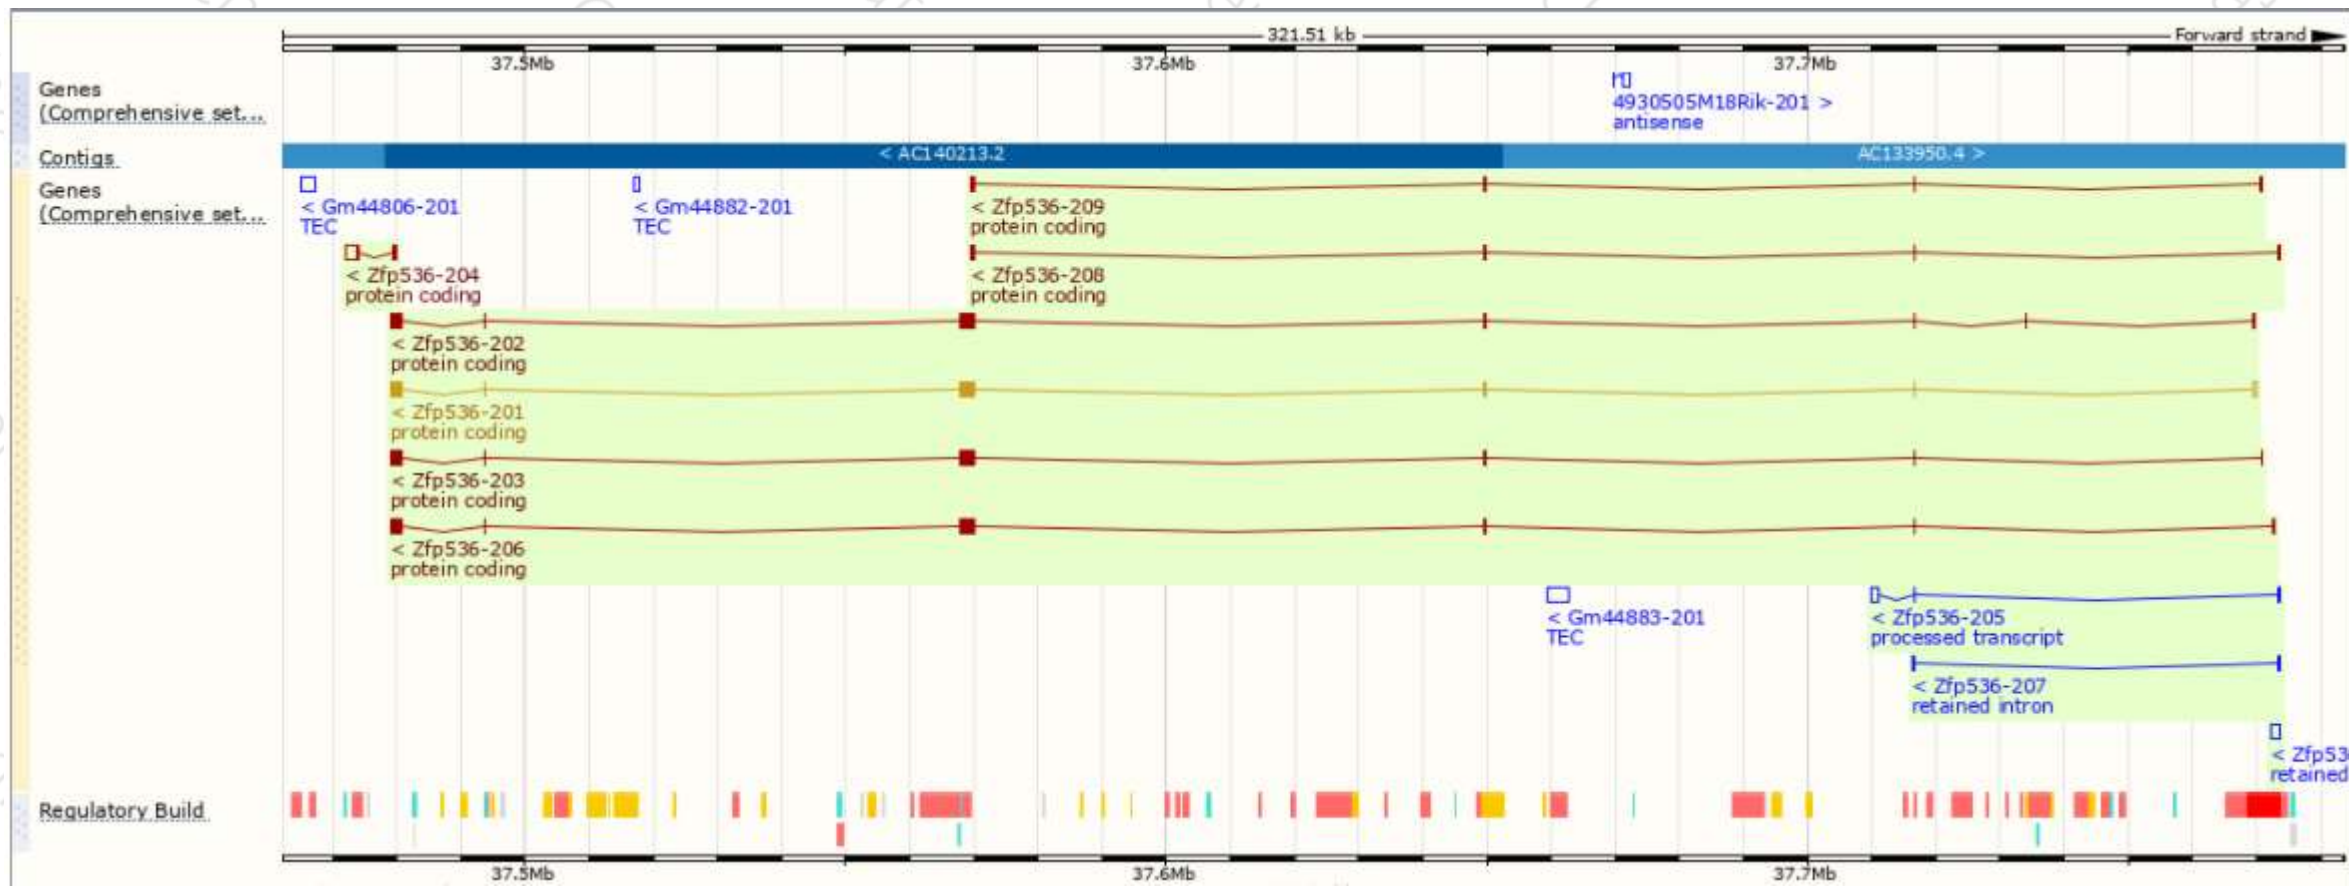 321.51 kb
Forward strand
37.5Mb
37.6Mb
37.7Mb
Genes
(Comprehensive set...
4930505M18Rik-201 >
antisense
Contigs
< AC140213.2
AC133950.4 >
Genes
(Comprehensive set...
< Gm44806-201
TEC
< Gm44882-201
TEC
< Zfp536-209
protein coding
< Zfp536-204
protein coding
< Zfp536-208
protein coding
< Zfp536-202
protein coding
< Zfp536-201
protein coding
< Zfp536-203
protein coding
< Zfp536-206
protein coding
< Gm44883-201
TEC
< Zfp536-205
processed transcript
< Zfp536-207
retained intron
< Zfp53
retained
Regulatory Build
37.5Mb
37.6Mb
37.7Mb